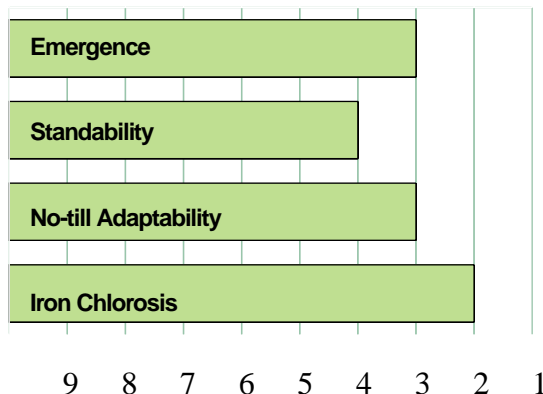 Emergence
Standability
No-till Adaptability
Iron Chlorosis
9 8 7 6 5 4 3 2 1